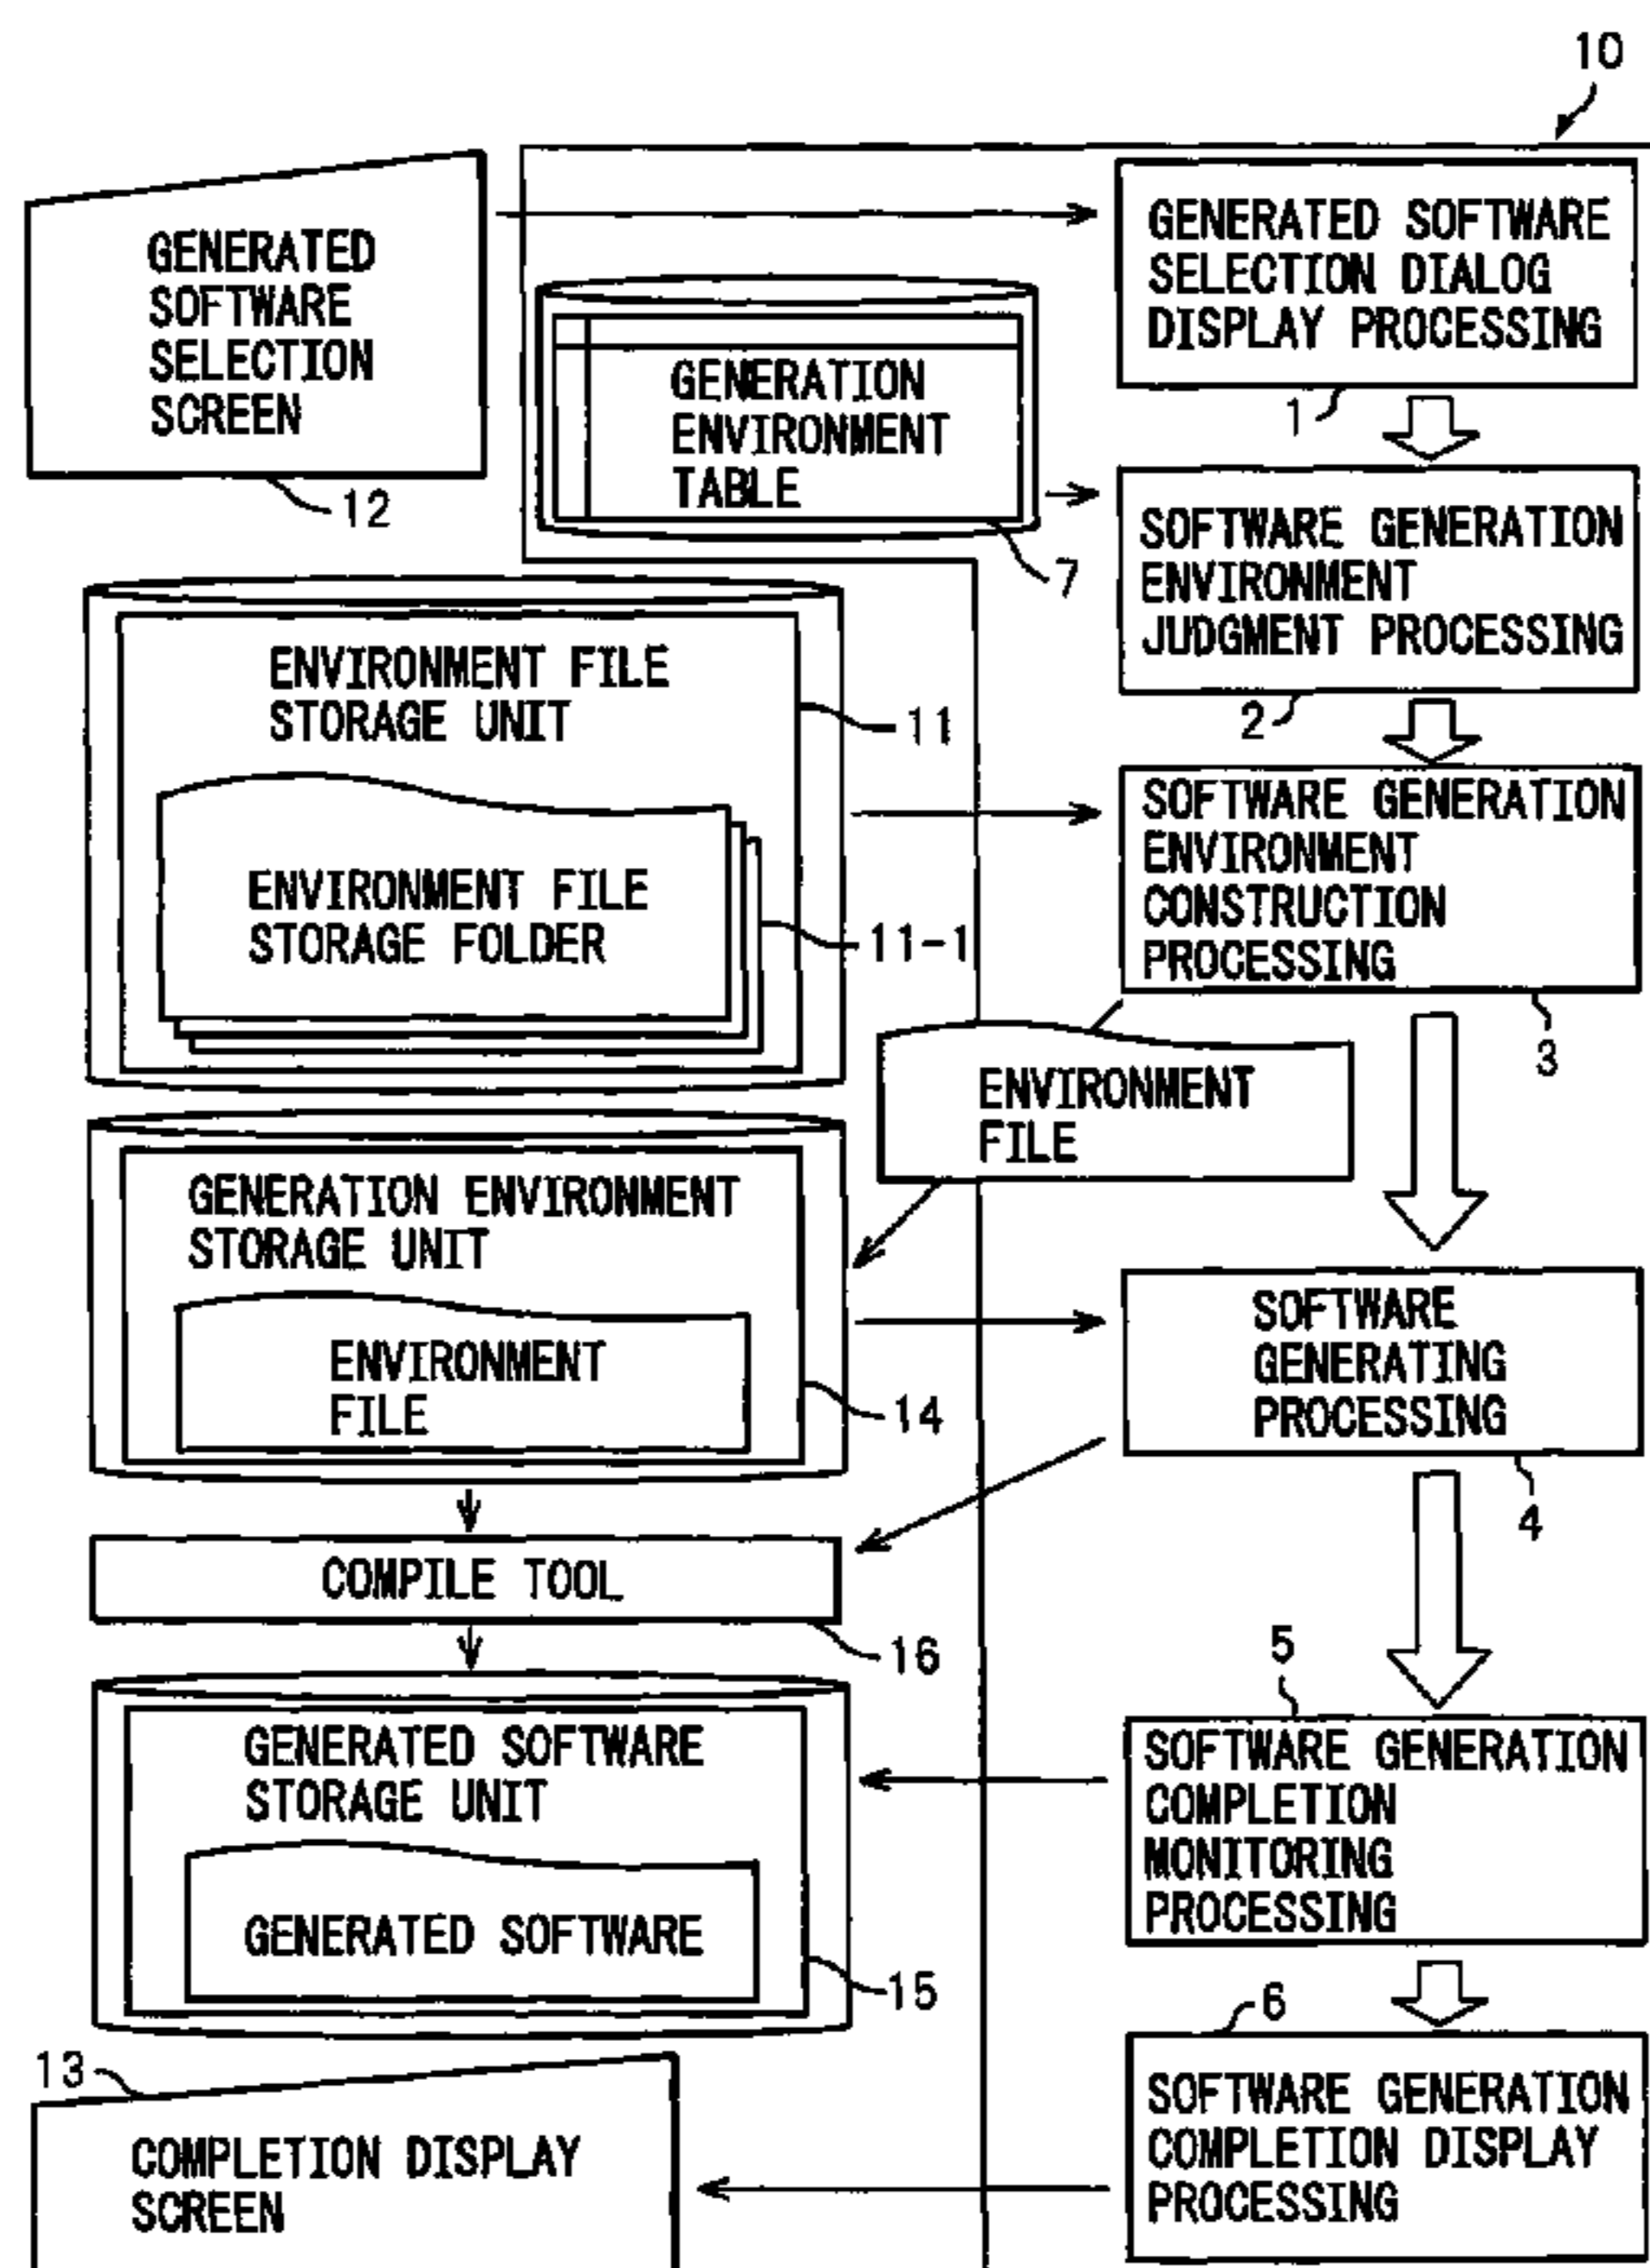 10
GENERATED
SOFTWARE
SELECTION
SCREEN
12
GENERATED SOFTWARE
SELECTION DIALOG
DISPLAY PROCESSING
1
GENERATION
ENVIRONMENT
TABLE
7
SOFTWARE GENERATION
ENVIRONMENT
JUDGMENT PROCESSING
2
ENVIRONMENT FILE
STORAGE UNIT
11
ENVIRONMENT FILE
STORAGE FOLDER
11-1
SOFTWARE GENERATION
ENVIRONMENT
CONSTRUCTION
PROCESSING
3
ENVIRONMENT
FILE
GENERATION ENVIRONMENT
STORAGE UNIT
ENVIRONMENT
FILE
14
SOFTWARE
GENERATING
PROCESSING
4
COMPILE TOOL
16
GENERATED SOFTWARE
STORAGE UNIT
GENERATED SOFTWARE
15
5
SOFTWARE GENERATION
COMPLETION
MONITORING
PROCESSING
6
SOFTWARE GENERATION
COMPLETION DISPLAY
PROCESSING
13
COMPLETION DISPLAY
SCREEN